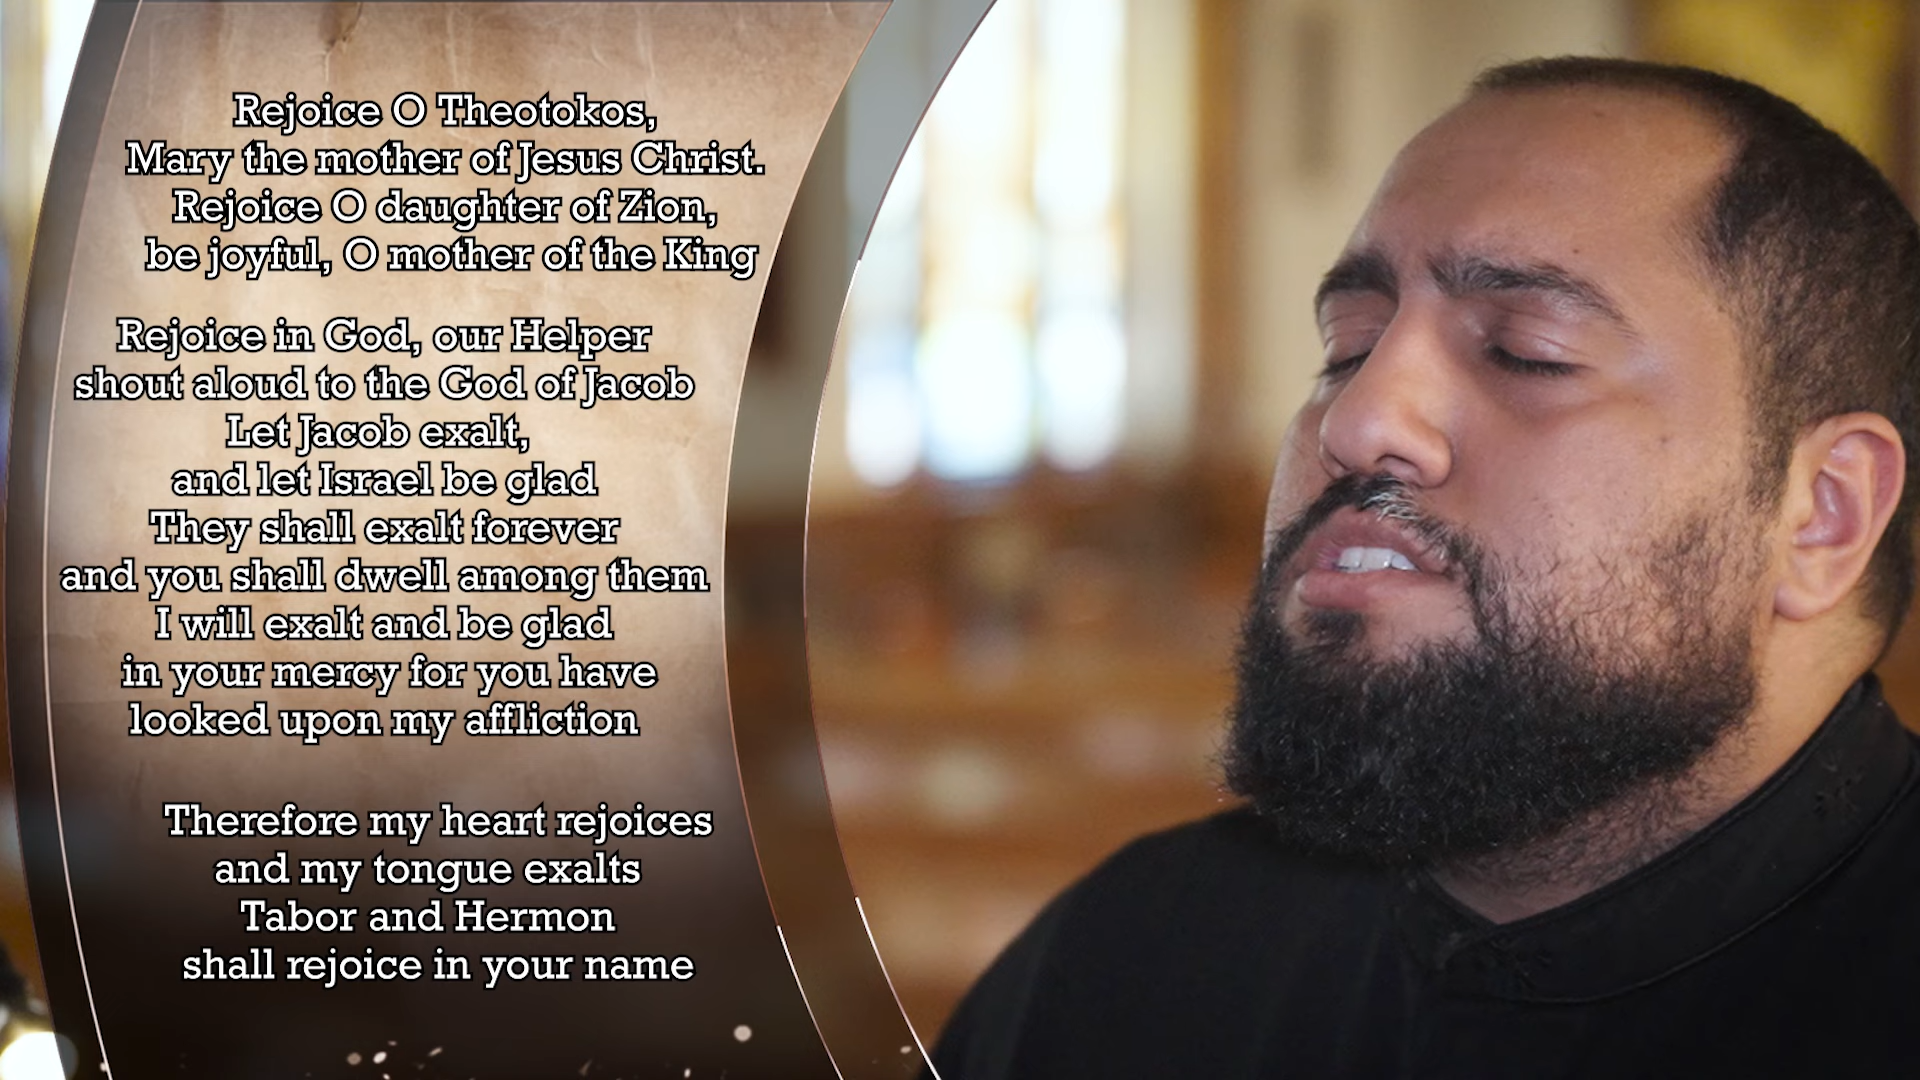 Rejoice O Theotokos,
Mary the mother of Jesus Christ.
Rejoice O daughter of Zion,
be joyful, O mother of the King
Rejoice in God, our Helper
shout aloud to the God of Jacob
Let Jacob exalt,
and let Israel be glad
They shall exalt forever
and you shall dwell among them
I will exalt and be glad
in your mercy for you have
looked upon my affliction
Therefore my heart rejoices
and my tongue exalts
Tabor and Hermon
shall rejoice in your name